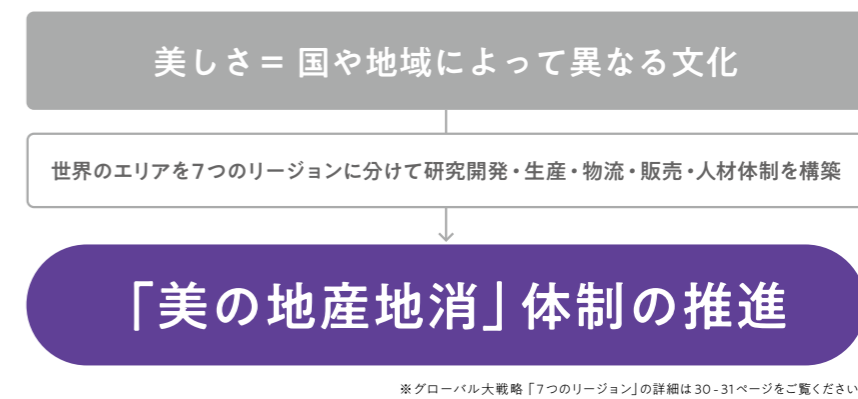 美しさ＝国や地域によって異なる文化
世界のエリアを7つのリージョンに分けて研究開発・生産・物流・販売・人材体制を構築
「美の地産地消」体制の推進
※グローバル大戦略「7つのリージョン」の詳細は30-31ページをご覧ください